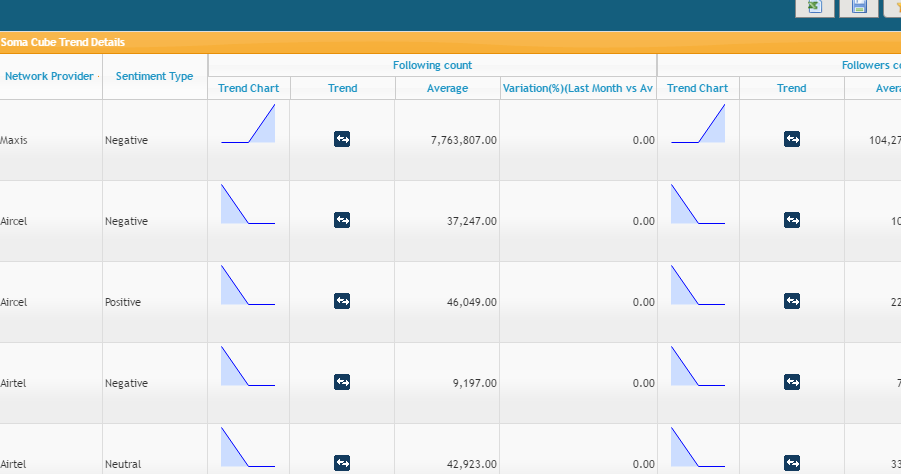 Soma Cube Trend Details
Network Provider Sentiment Type Following count Followers
Trend Chart Trend Average Variation(%)(Last Month vs Av Trend Chart Trend
Maxis Negative 7,763,807.00 0.00 104,27
Aircel Negative 37,247.00 0.00 10
Aircel Positive 46,049.00 0.00 22
Airtel Negative 9,197.00 0.00 7
Airtel Neutral 42,923.00 0.00 33